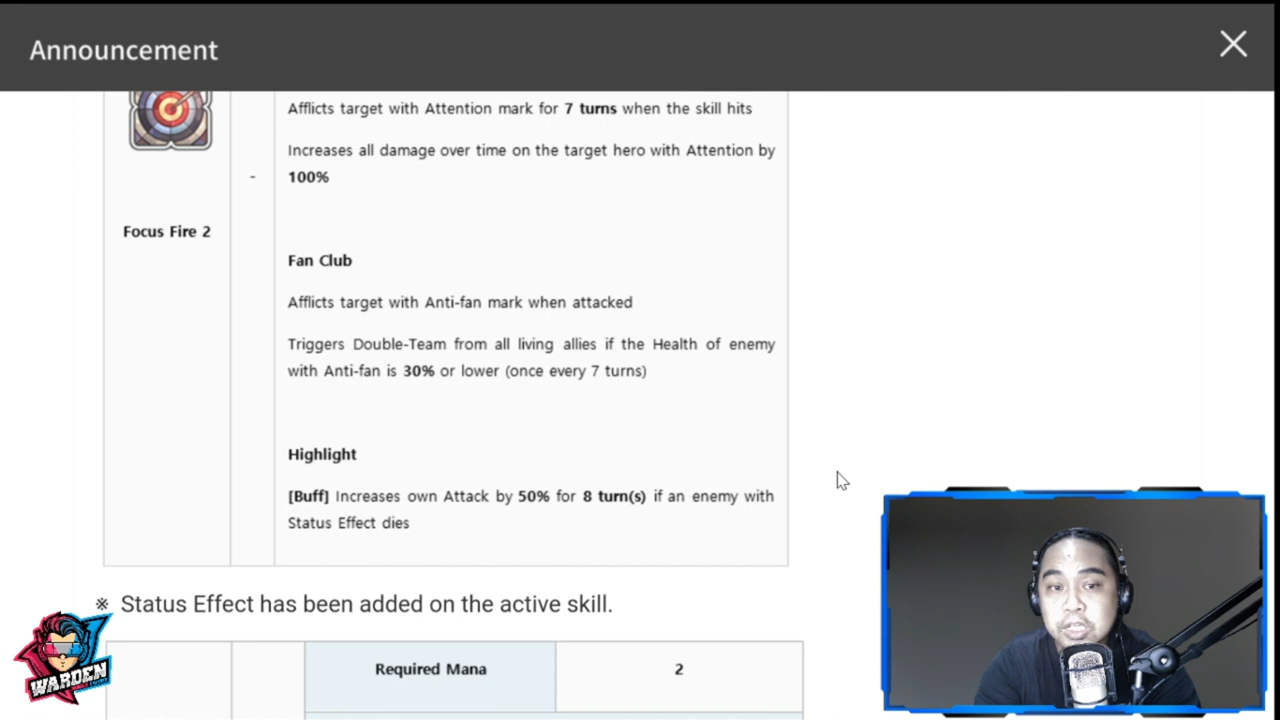 Announcement
Afflicts target with Attention mark for 7 turns when the skill hits
Increases all damage over time on the target hero with Attention by
-
100%
Focus Fire 2
Fan Club
Afflicts target with Anti-fan mark when attacked
Triggers Double-Team from all living allies if the Health of enemy
with Anti-fan is 30% or lower (once every 7 turns)
Highlight
[Buff] Increases own Attack by 50% for 8 turn(s) if an enemy with
Status Effect dies
※ Status Effect has been added on the active skill.
Required Mana 2
WARDEN